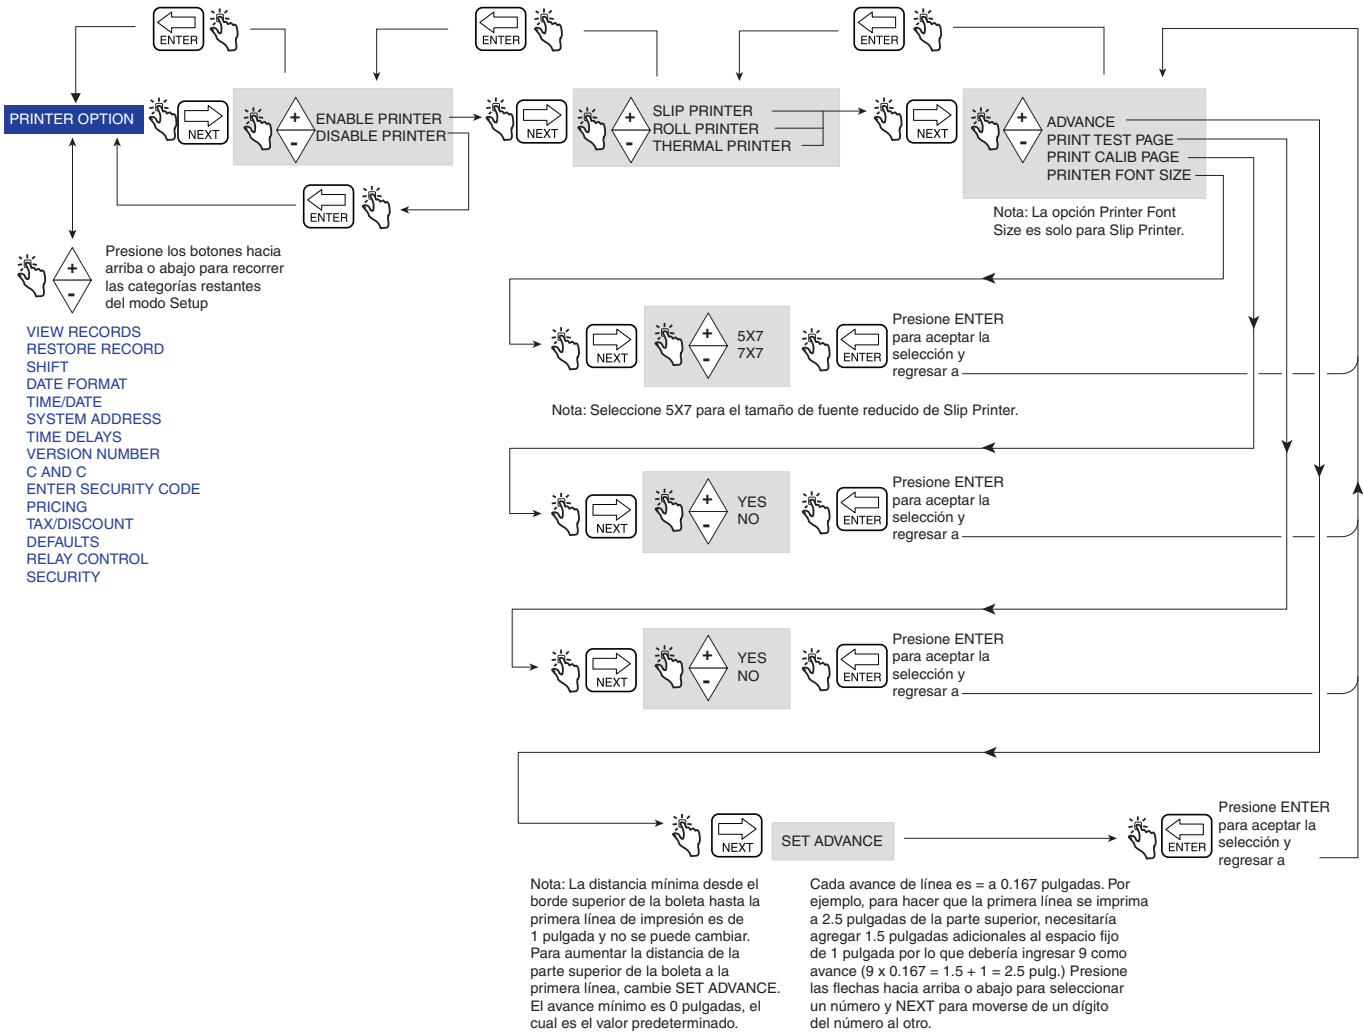 ENTER
ENTER
ENTER
PRINTER OPTION
NEXT
+
-
ENABLE PRINTER
DISABLE PRINTER
NEXT
+
-
SLIP PRINTER
ROLL PRINTER
THERMAL PRINTER
NEXT
+
-
ADVANCE
PRINT TEST PAGE
PRINT CALIB PAGE
PRINTER FONT SIZE
ENTER
Nota: La opción Printer Font
Size es solo para Slip Printer.
+
-
Presione los botones hacia
arriba o abajo para recorrer
las categorías restantes
del modo Setup
VIEW RECORDS
RESTORE RECORD
SHIFT
DATE FORMAT
TIME/DATE
SYSTEM ADDRESS
TIME DELAYS
VERSION NUMBER
C AND C
ENTER SECURITY CODE
PRICING
TAX/DISCOUNT
DEFAULTS
RELAY CONTROL
SECURITY
NEXT
+
-
5X7
7X7
ENTER
Presione ENTER
para aceptar la
selección y
regresar a
Nota: Seleccione 5X7 para el tamaño de fuente reducido de Slip Printer.
NEXT
+
-
YES
NO
ENTER
Presione ENTER
para aceptar la
selección y
regresar a
NEXT
+
-
YES
NO
ENTER
Presione ENTER
para aceptar la
selección y
regresar a
NEXT
SET ADVANCE
ENTER
Presione ENTER
para aceptar la
selección y
regresar a
Nota: La distancia mínima desde el
borde superior de la boleta hasta la
primera línea de impresión es de
1 pulgada y no se puede cambiar.
Para aumentar la distancia de la
parte superior de la boleta a la
primera línea, cambie SET ADVANCE.
El avance mínimo es 0 pulgadas, el
cual es el valor predeterminado.
Cada avance de línea es = a 0.167 pulgadas. Por
ejemplo, para hacer que la primera línea se imprima
a 2.5 pulgadas de la parte superior, necesitaría
agregar 1.5 pulgadas adicionales al espacio fijo
de 1 pulgada por lo que debería ingresar 9 como
avance (9 x 0.167 = 1.5 + 1 = 2.5 pulg.) Presione
las flechas hacia arriba o abajo para seleccionar
un número y NEXT para moverse de un dígito
del número al otro.